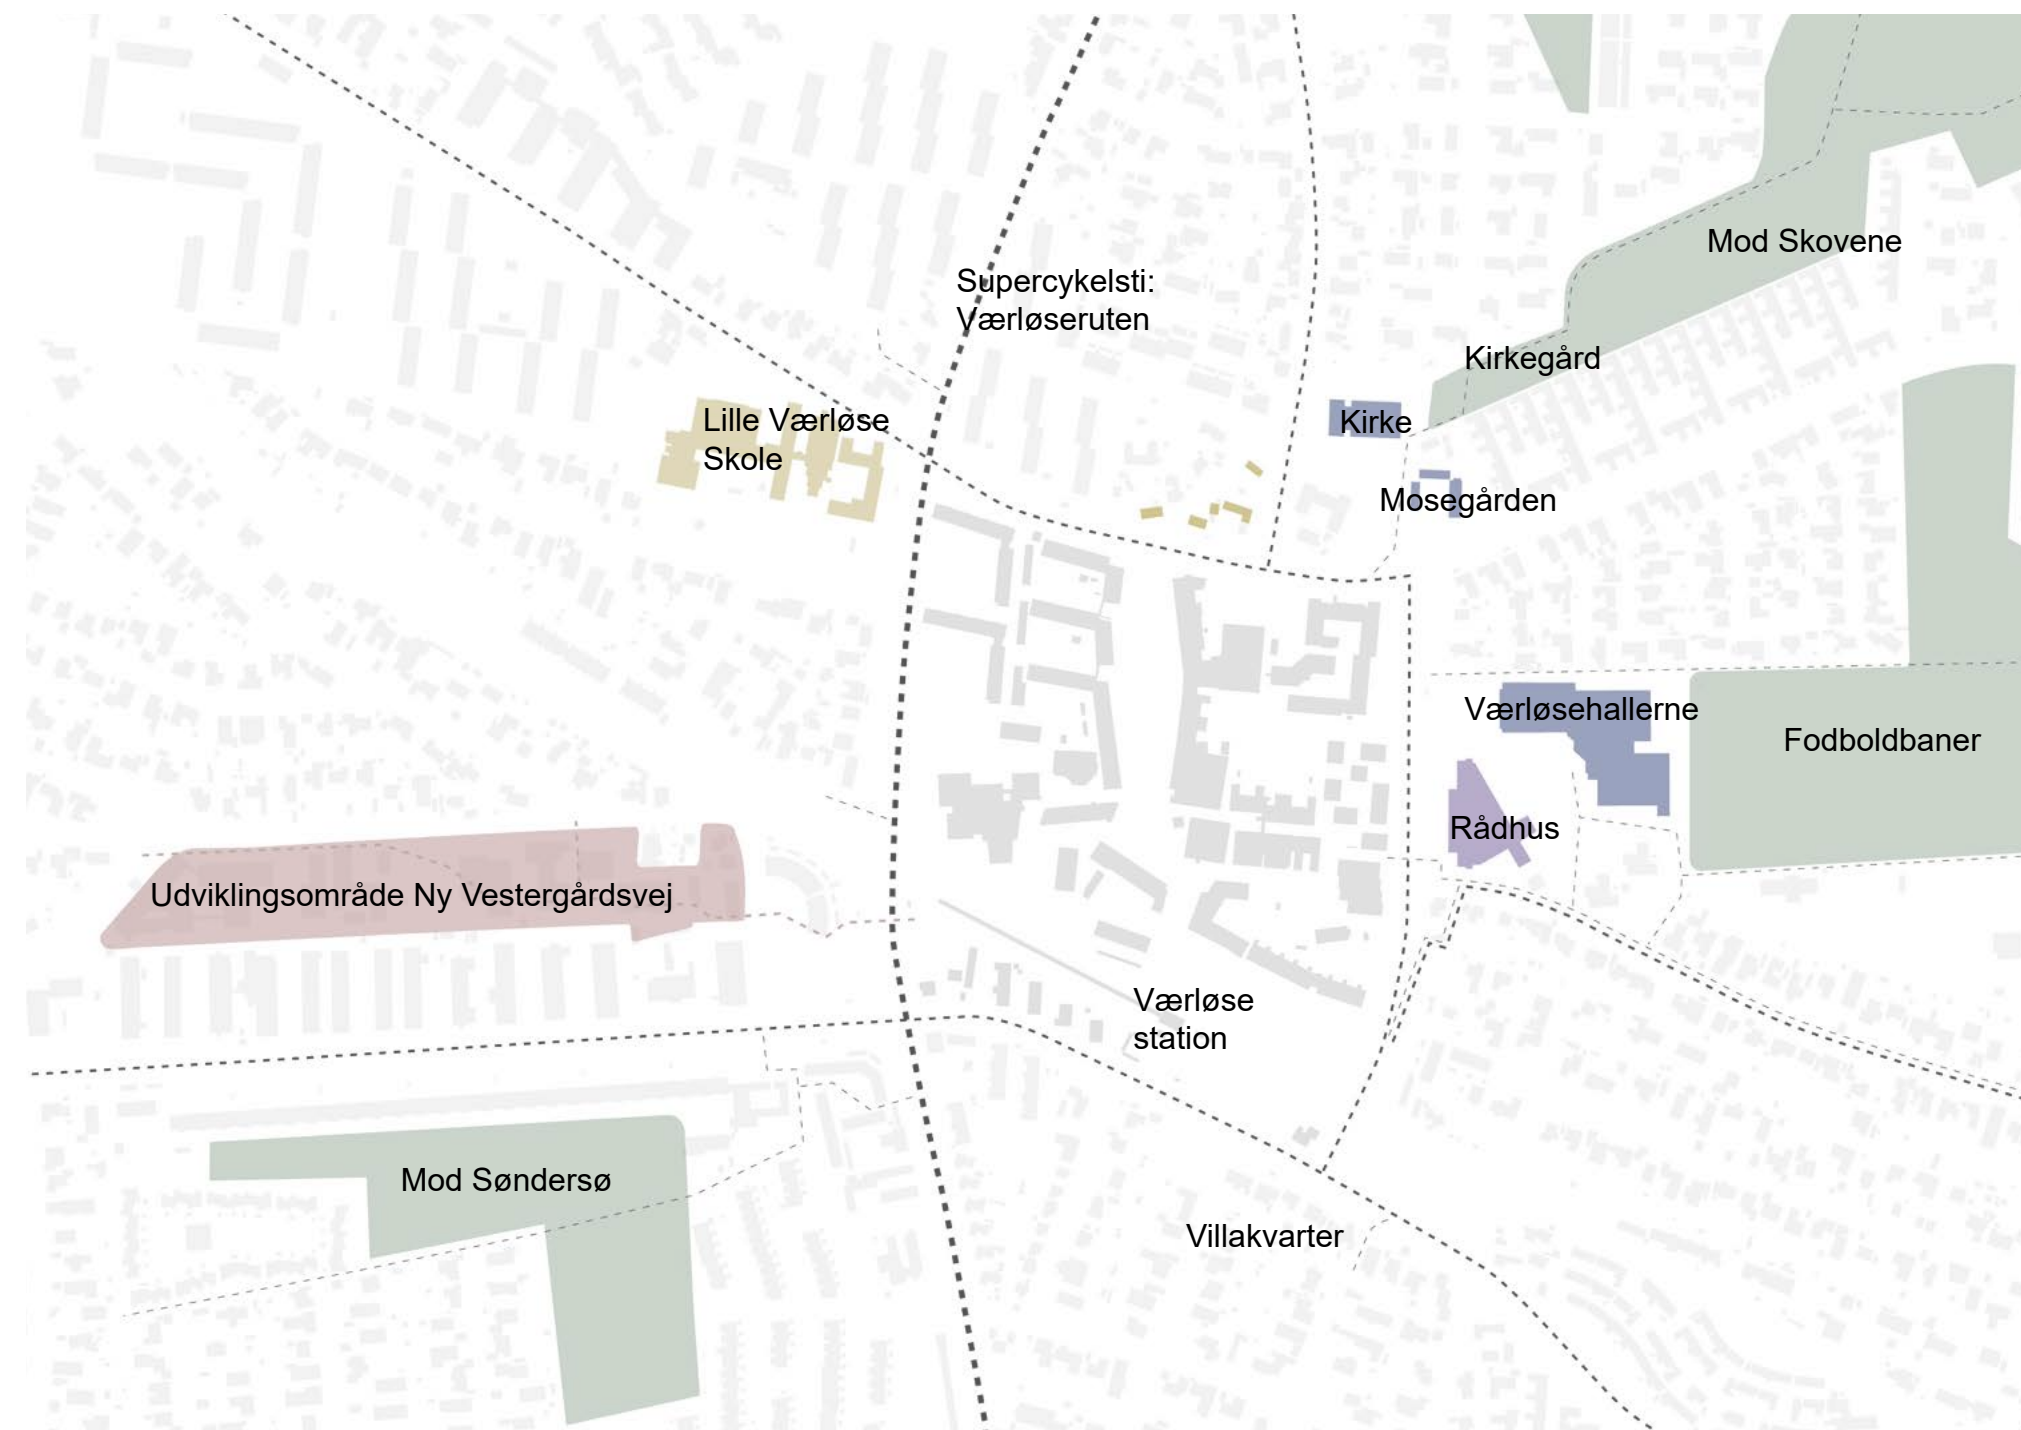 Mod Skovene
Supercykelsti:
Værløseruten
Kirkegård
Lille Værløse
Skole
Kirke
Mosegården
Værløsehallerne
Fodboldbaner
Rådhus
Udviklingsområde Ny Vestergårdsvej
Værløse
station
Mod Søndersø
Villakvarter